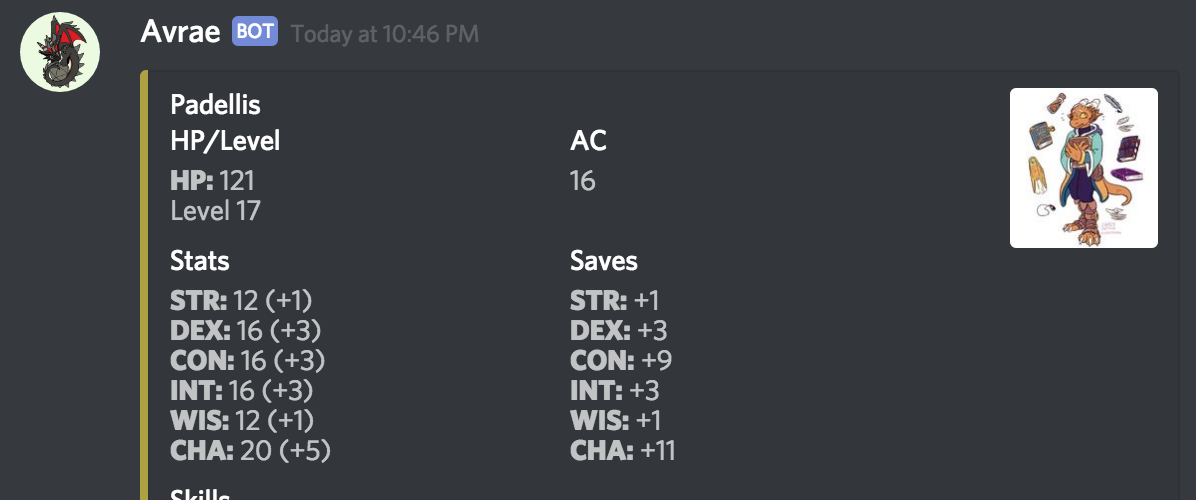 Avrae BOT Today at 10:46 PM
Padellis
HP/Level
HP: 121
Level 17
AC
16
Stats
STR: 12 (+1)
DEX: 16 (+3)
CON: 16 (+3)
INT: 16 (+3)
WIS: 12 (+1)
CHA: 20 (+5)
Saves
STR: +1
DEX: +3
CON: +9
INT: +3
WIS: +1
CHA: +11
Skills